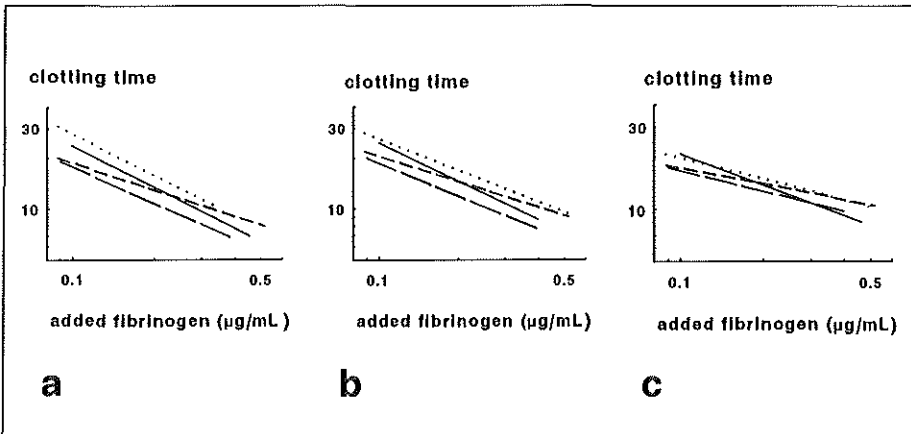 clotting time
30
10
0.1 0.5
added fibrinogen (µg/mL)
a
clotting time
30
10
0.1 0.5
added fibrinogen (µg/mL)
b
clotting time
30
10
0.1 0.5
added fibrinogen (µg/mL)
c